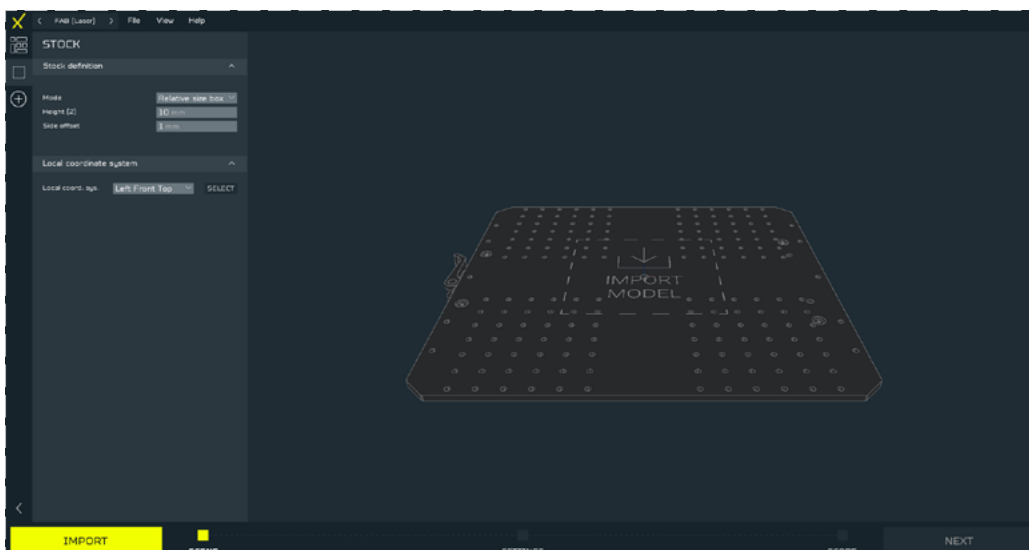 FAB (Laser) File View Help
STOCK
Stock definition
Mode Relative size box
Height (Z) 10 mm
Side offset 1 mm
Local coordinate system
Local coord. sys. Left Front Top SELECT
IMPORT
MODEL
IMPORT NEXT